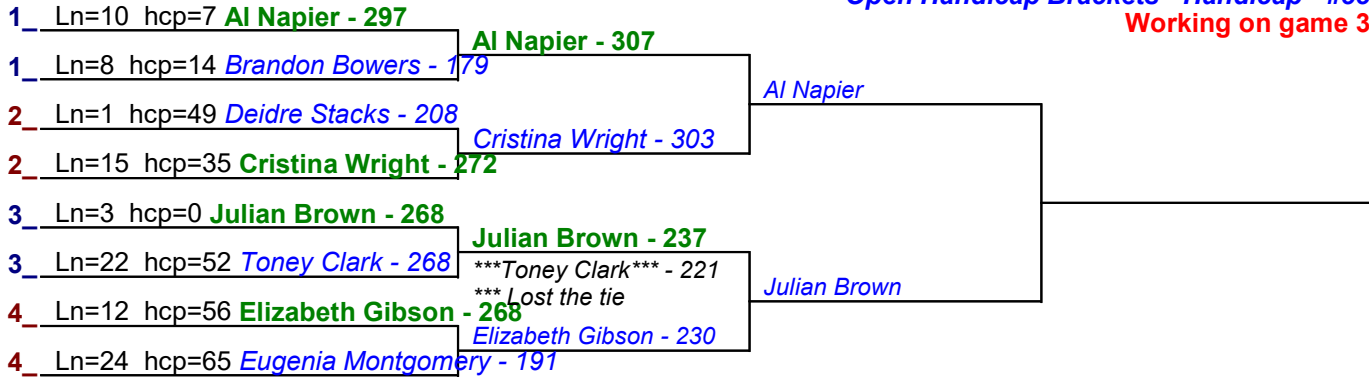 Open Handicap Brackets
Working on game 3
1_ Ln=10 hcp=7 Al Napier - 297
1_ Ln=8 hcp=14 Brandon Bowers - 179
2_ Ln=1 hcp=49 Deidre Stacks - 208
2_ Ln=15 hcp=35 Cristina Wright - 272
3_ Ln=3 hcp=0 Julian Brown - 268
3_ Ln=22 hcp=52 Toney Clark - 268
4_ Ln=12 hcp=56 Elizabeth Gibson - 268
4_ Ln=24 hcp=65 Eugenia Montgomery - 191
Al Napier - 307
Cristina Wright - 303
Julian Brown - 237
***Toney Clark*** - 221
*** Lost the tie
Elizabeth Gibson - 230
Al Napier
Julian Brown